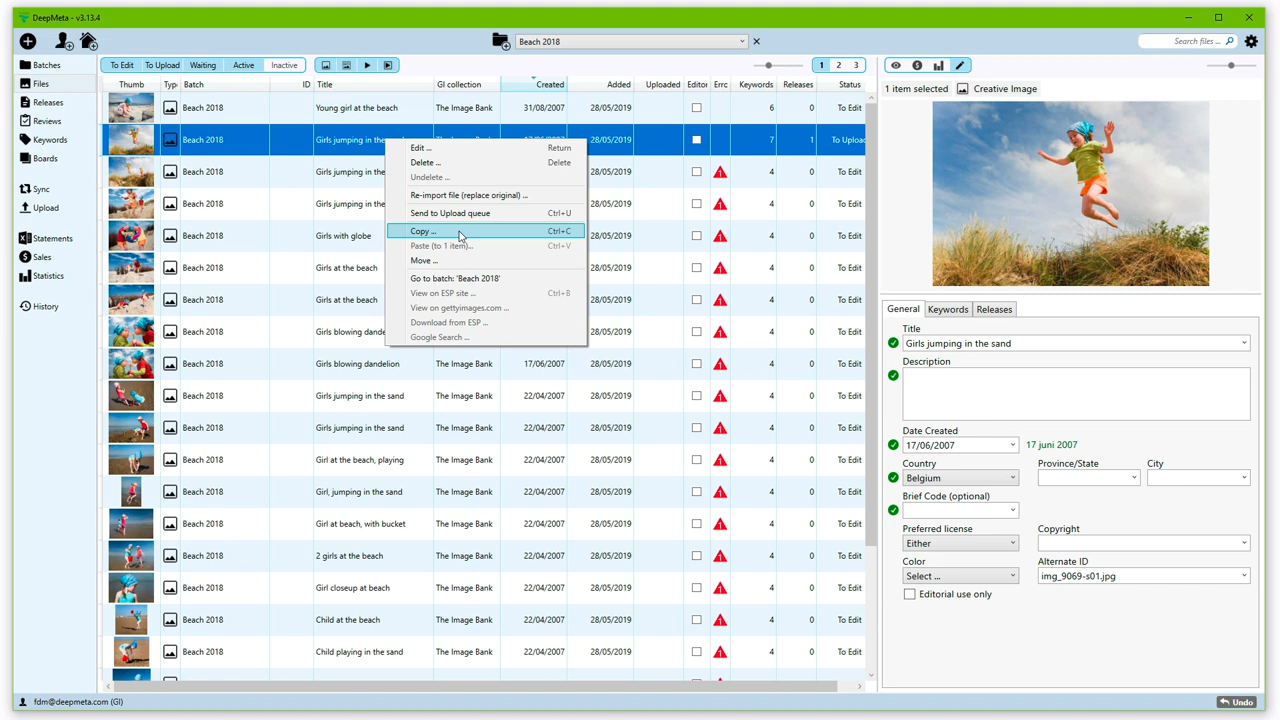 DeepMeta - v3.13.4
Beach 2018
Search files ...
Batches
Files
Releases
Reviews
Keywords
Boards
Sync
Upload
Statements
Sales
Statistics
History
To Edit To Upload Waiting Active Inactive
1 2 3
Thumb Batch ID Title GI collection Created Added Uploaded Keywords Releases Status
Beach 2018 Young girl at the beach The Image Bank 31/08/2007 28/05/2019 6 0 To Edit
Beach 2018 Girls jumping in the 28/05/2019 7 1
Beach 2018 Girls jumping in the 28/05/2019 1 4 0 To Edit
Beach 2018 Girls jumping in the 28/05/2019 1 4 0 To Edit
Beach 2018 Girls with globe 28/05/2019 1 4 0 To Edit
Beach 2018 Girls at the beach 28/05/2019 1 4 0 To Edit
Beach 2018 Girls at the beach 28/05/2019 1 4 0 To Edit
Beach 2018 Girls blowing 28/05/2019 1 4 0 To Edit
Beach 2018 Girls blowing dandelion The Image Bank 17/06/2007 28/05/2019 1 4 0 To Edit
Beach 2018 Girls jumping in the sand The Image Bank 22/04/2007 28/05/2019 1 4 0 To Edit
Beach 2018 Girls jumping in the sand The Image Bank 22/04/2007 28/05/2019 1 4 0 To Edit
Beach 2018 Girl at the beach, playing The Image Bank 22/04/2007 28/05/2019 1 4 0 To Edit
Beach 2018 Girl, jumping in the sand The Image Bank 22/04/2007 28/05/2019 1 4 0 To Edit
Beach 2018 Girl at beach, with bucket The Image Bank 22/04/2007 28/05/2019 1 4 0 To Edit
Beach 2018 2 girls at the beach The Image Bank 22/04/2007 28/05/2019 1 4 0 To Edit
Beach 2018 Girl closeup at beach The Image Bank 22/04/2007 28/05/2019 1 4 0 To Edit
Beach 2018 Child at the beach The Image Bank 22/04/2007 28/05/2019 1 4 0 To Edit
Beach 2018 Child playing in the sand The Image Bank 22/04/2007 28/05/2019 1 4 0 To Edit
Edit ... Return
Delete ... Delete
Undelete ...
Re-import file (replace original) ...
Send to Upload queue Ctrl+U
Copy ... Ctrl+C
Paste (to 1 item)... Ctrl+V
Move ...
Go to batch: 'Beach 2018'
View on ESP site ... Ctrl+B
View on gettyimages.com ...
Download from ESP ...
Google Search ...
1 item selected Creative Image
General Keywords Releases
Title
Girls jumping in the sand
Description
Date Created
17/06/2007 17 juni 2007
Country Province/State City
Belgium
Brief Code (optional)
Preferred license Copyright
Either
Color Alternate ID
Select ... img_9069-s01.jpg
Editorial use only
fdm@deepmeta.com (GI)
Undo